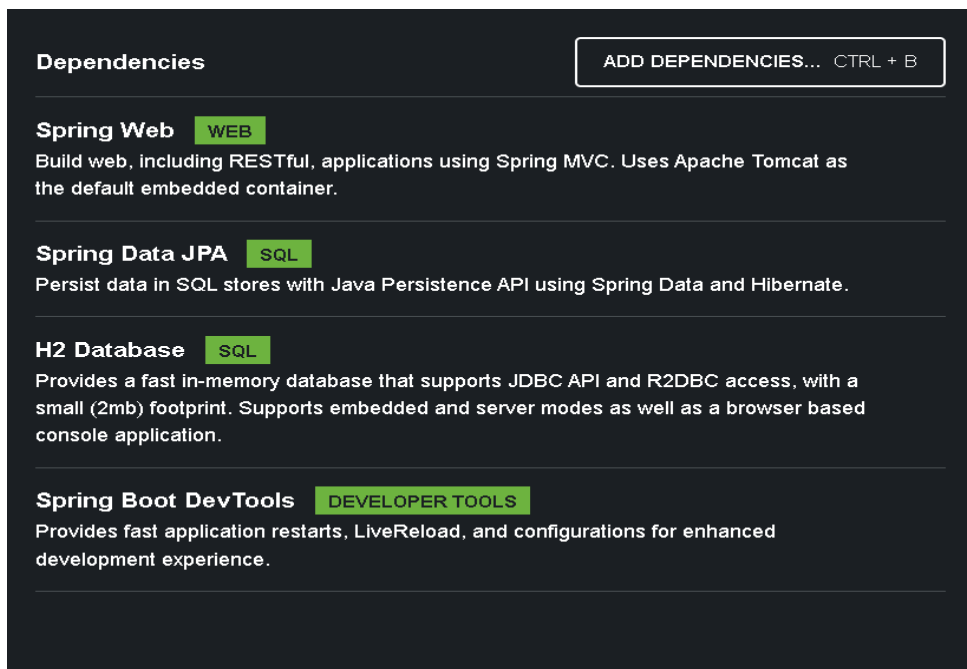 Dependencies
ADD DEPENDENCIES... CTRL + B
Spring Web WEB
Build web, including RESTful, applications using Spring MVC. Uses Apache Tomcat as
the default embedded container.
Spring Data JPA SQL
Persist data in SQL stores with Java Persistence API using Spring Data and Hibernate.
H2 Database SQL
Provides a fast in-memory database that supports JDBC API and R2DBC access, with a
small (2mb) footprint. Supports embedded and server modes as well as a browser based
console application.
Spring Boot DevTools DEVELOPER TOOLS
Provides fast application restarts, LiveReload, and configurations for enhanced
development experience.